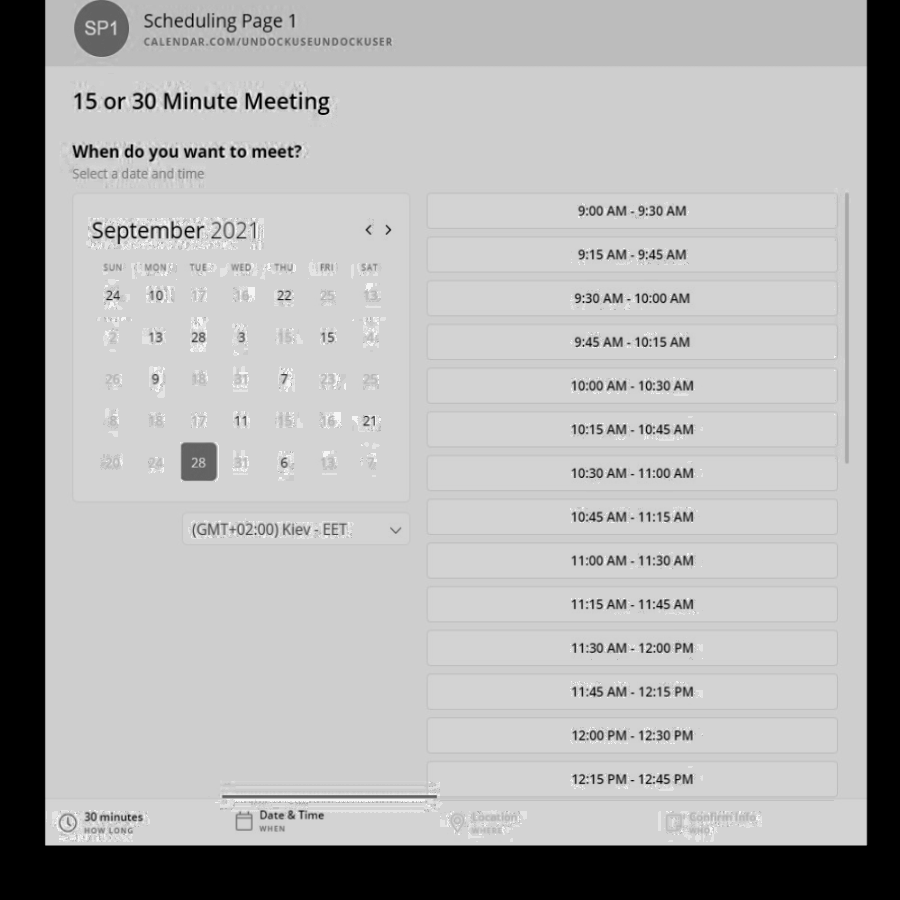 SP1
Scheduling Page 1
CALENDAR.COM/UNDOCKUSEUNDOCKUSER
15 or 30 Minute Meeting
When do you want to meet?
Select a date and time
September 2021 < >
SUN MON TUE WED THU FRI SAT
24 10 17 22 25 13
2 13 28 3 15
26 9 18 31 7 23 25
8 18 17 11 15 16 21
20 24 28 31 6 13
(GMT+02:00) Kiev - EET
9:00 AM - 9:30 AM
9:15 AM - 9:45 AM
9:30 AM - 10:00 AM
9:45 AM - 10:15 AM
10:00 AM - 10:30 AM
10:15 AM - 10:45 AM
10:30 AM - 11:00 AM
10:45 AM - 11:15 AM
11:00 AM - 11:30 AM
11:15 AM - 11:45 AM
11:30 AM - 12:00 PM
11:45 AM - 12:15 PM
12:00 PM - 12:30 PM
12:15 PM - 12:45 PM
30 minutes
HOW LONG
Date & Time
WHEN
Location
WHERE
Confirm Info
WHO